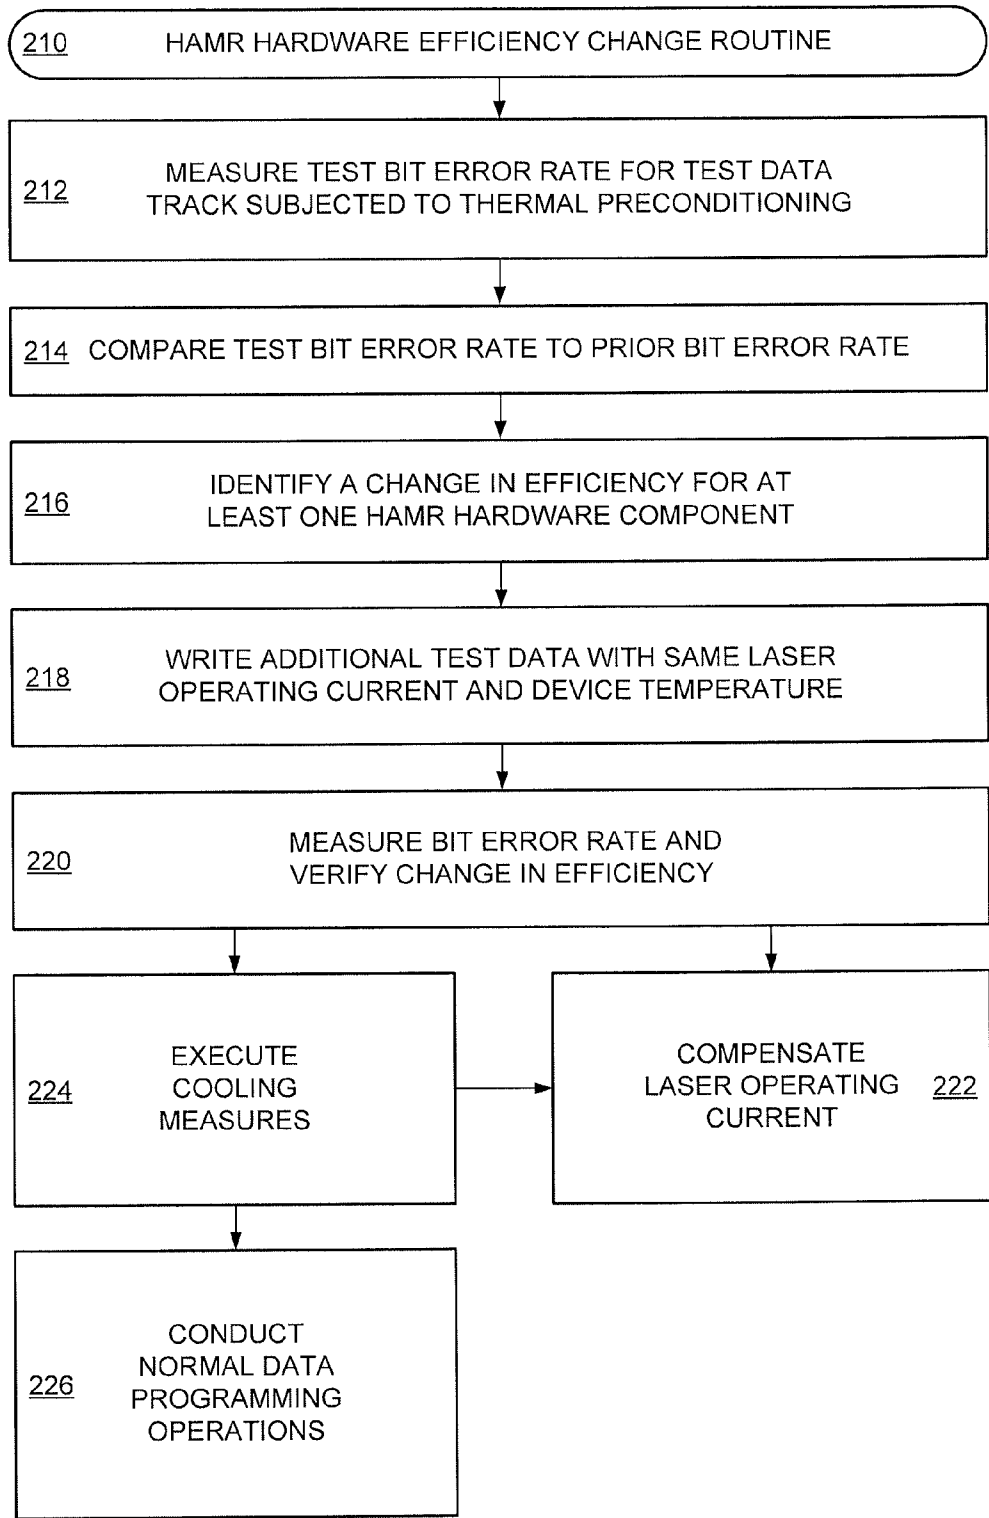 210 HAMR HARDWARE EFFICIENCY CHANGE ROUTINE
212 MEASURE TEST BIT ERROR RATE FOR TEST DATA
TRACK SUBJECTED TO THERMAL PRECONDITIONING
214 COMPARE TEST BIT ERROR RATE TO PRIOR BIT ERROR RATE
216 IDENTIFY A CHANGE IN EFFICIENCY FOR AT
LEAST ONE HAMR HARDWARE COMPONENT
218 WRITE ADDITIONAL TEST DATA WITH SAME LASER
OPERATING CURRENT AND DEVICE TEMPERATURE
220 MEASURE BIT ERROR RATE AND
VERIFY CHANGE IN EFFICIENCY
224 EXECUTE
COOLING
MEASURES
COMPENSATE
LASER OPERATING 222
CURRENT
226 CONDUCT
NORMAL DATA
PROGRAMMING
OPERATIONS